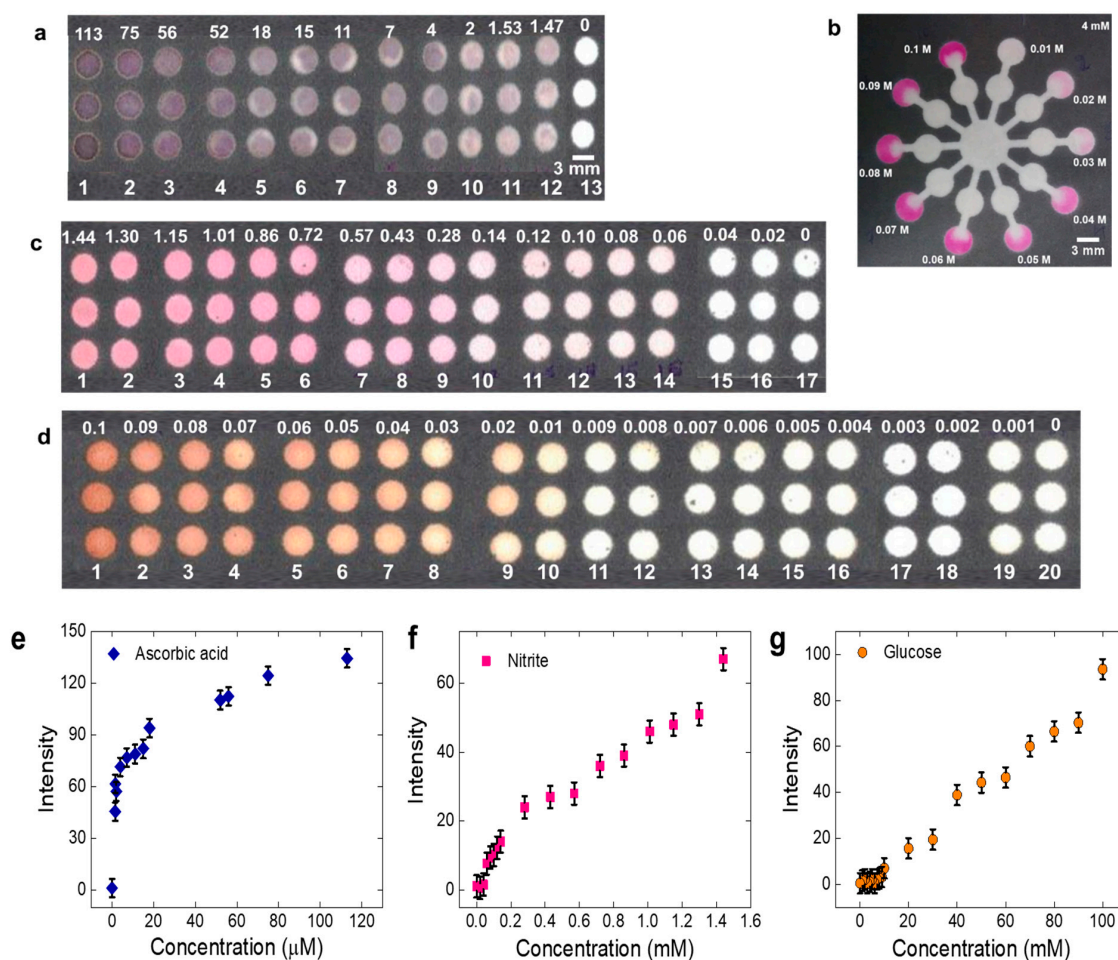 a
113 75 56 52 18 15 11 7 4 2 1.53 1.47 0
3 mm
1 2 3 4 5 6 7 8 9 10 11 12 13
b
4 mM
0.1 M
0.01 M
0.09 M
0.02 M
0.03 M
0.08 M
0.04 M
0.07 M
0.06 M
0.05 M
3 mm
c
1.44 1.30 1.15 1.01 0.86 0.72 0.57 0.43 0.28 0.14 0.12 0.10 0.08 0.06 0.04 0.02 0
1 2 3 4 5 6 7 8 9 10 11 12 13 14 15 16 17
d
0.1 0.09 0.08 0.07 0.06 0.05 0.04 0.03 0.02 0.01 0.009 0.008 0.007 0.006 0.005 0.004 0.003 0.002 0.001 0
1 2 3 4 5 6 7 8 9 10 11 12 13 14 15 16 17 18 19 20
e
Ascorbic acid
Intensity
150
120
90
60
30
0
0 20 40 60 80 100 120
Concentration (μM)
f
Nitrite
Intensity
60
40
20
0
0.0 0.2 0.4 0.6 0.8 1.0 1.2 1.4 1.6
Concentration (mM)
g
Glucose
Intensity
100
80
60
40
20
0
0 20 40 60 80 100
Concentration (mM)